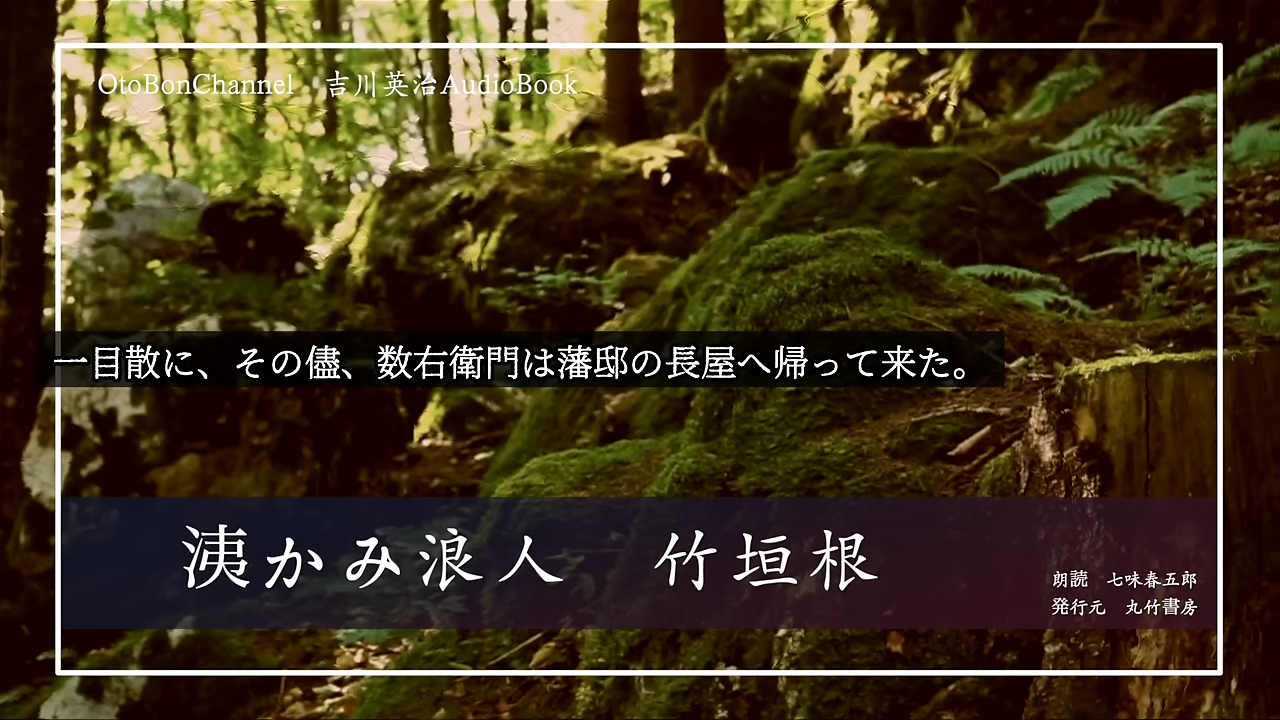 OtoBonChannel　吉川英治AudioBook
一目散に、その儘、数右衛門は藩邸の長屋へ帰って来た。
洟かみ浪人　竹垣根
朗読　七味春五郎
発行元　丸竹書房